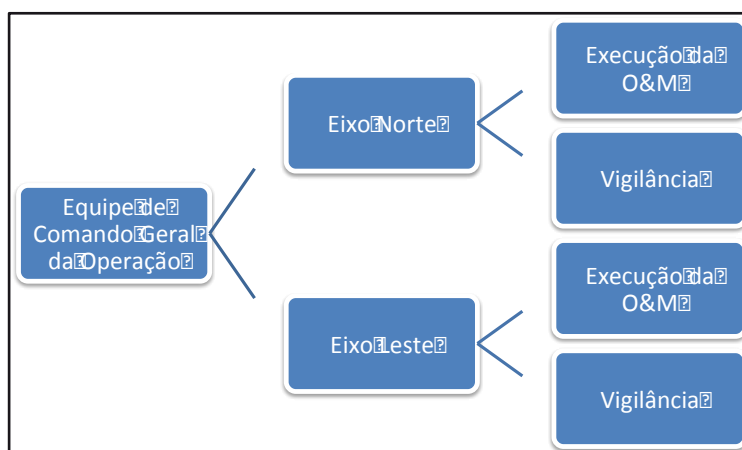 Equipe de
Comando Geral
da Operação
Eixo Norte
Execução da
O&M
Vigilância
Eixo Leste
Execução da
O&M
Vigilância